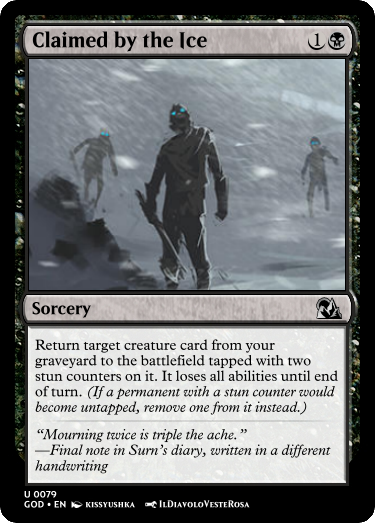 Claimed by the Ice 1
Sorcery
Return target creature card from your
graveyard to the battlefield tapped with two
stun counters on it. It loses all abilities until end
of turn. (If a permanent with a stun counter would
become untapped, remove one from it instead.)
“Mourning twice is triple the ache.”
—Final note in Surn’s diary, written in a different
handwriting
U 0079
GOD • EN KISSYUSHKA IlDiavoloVesteRosa